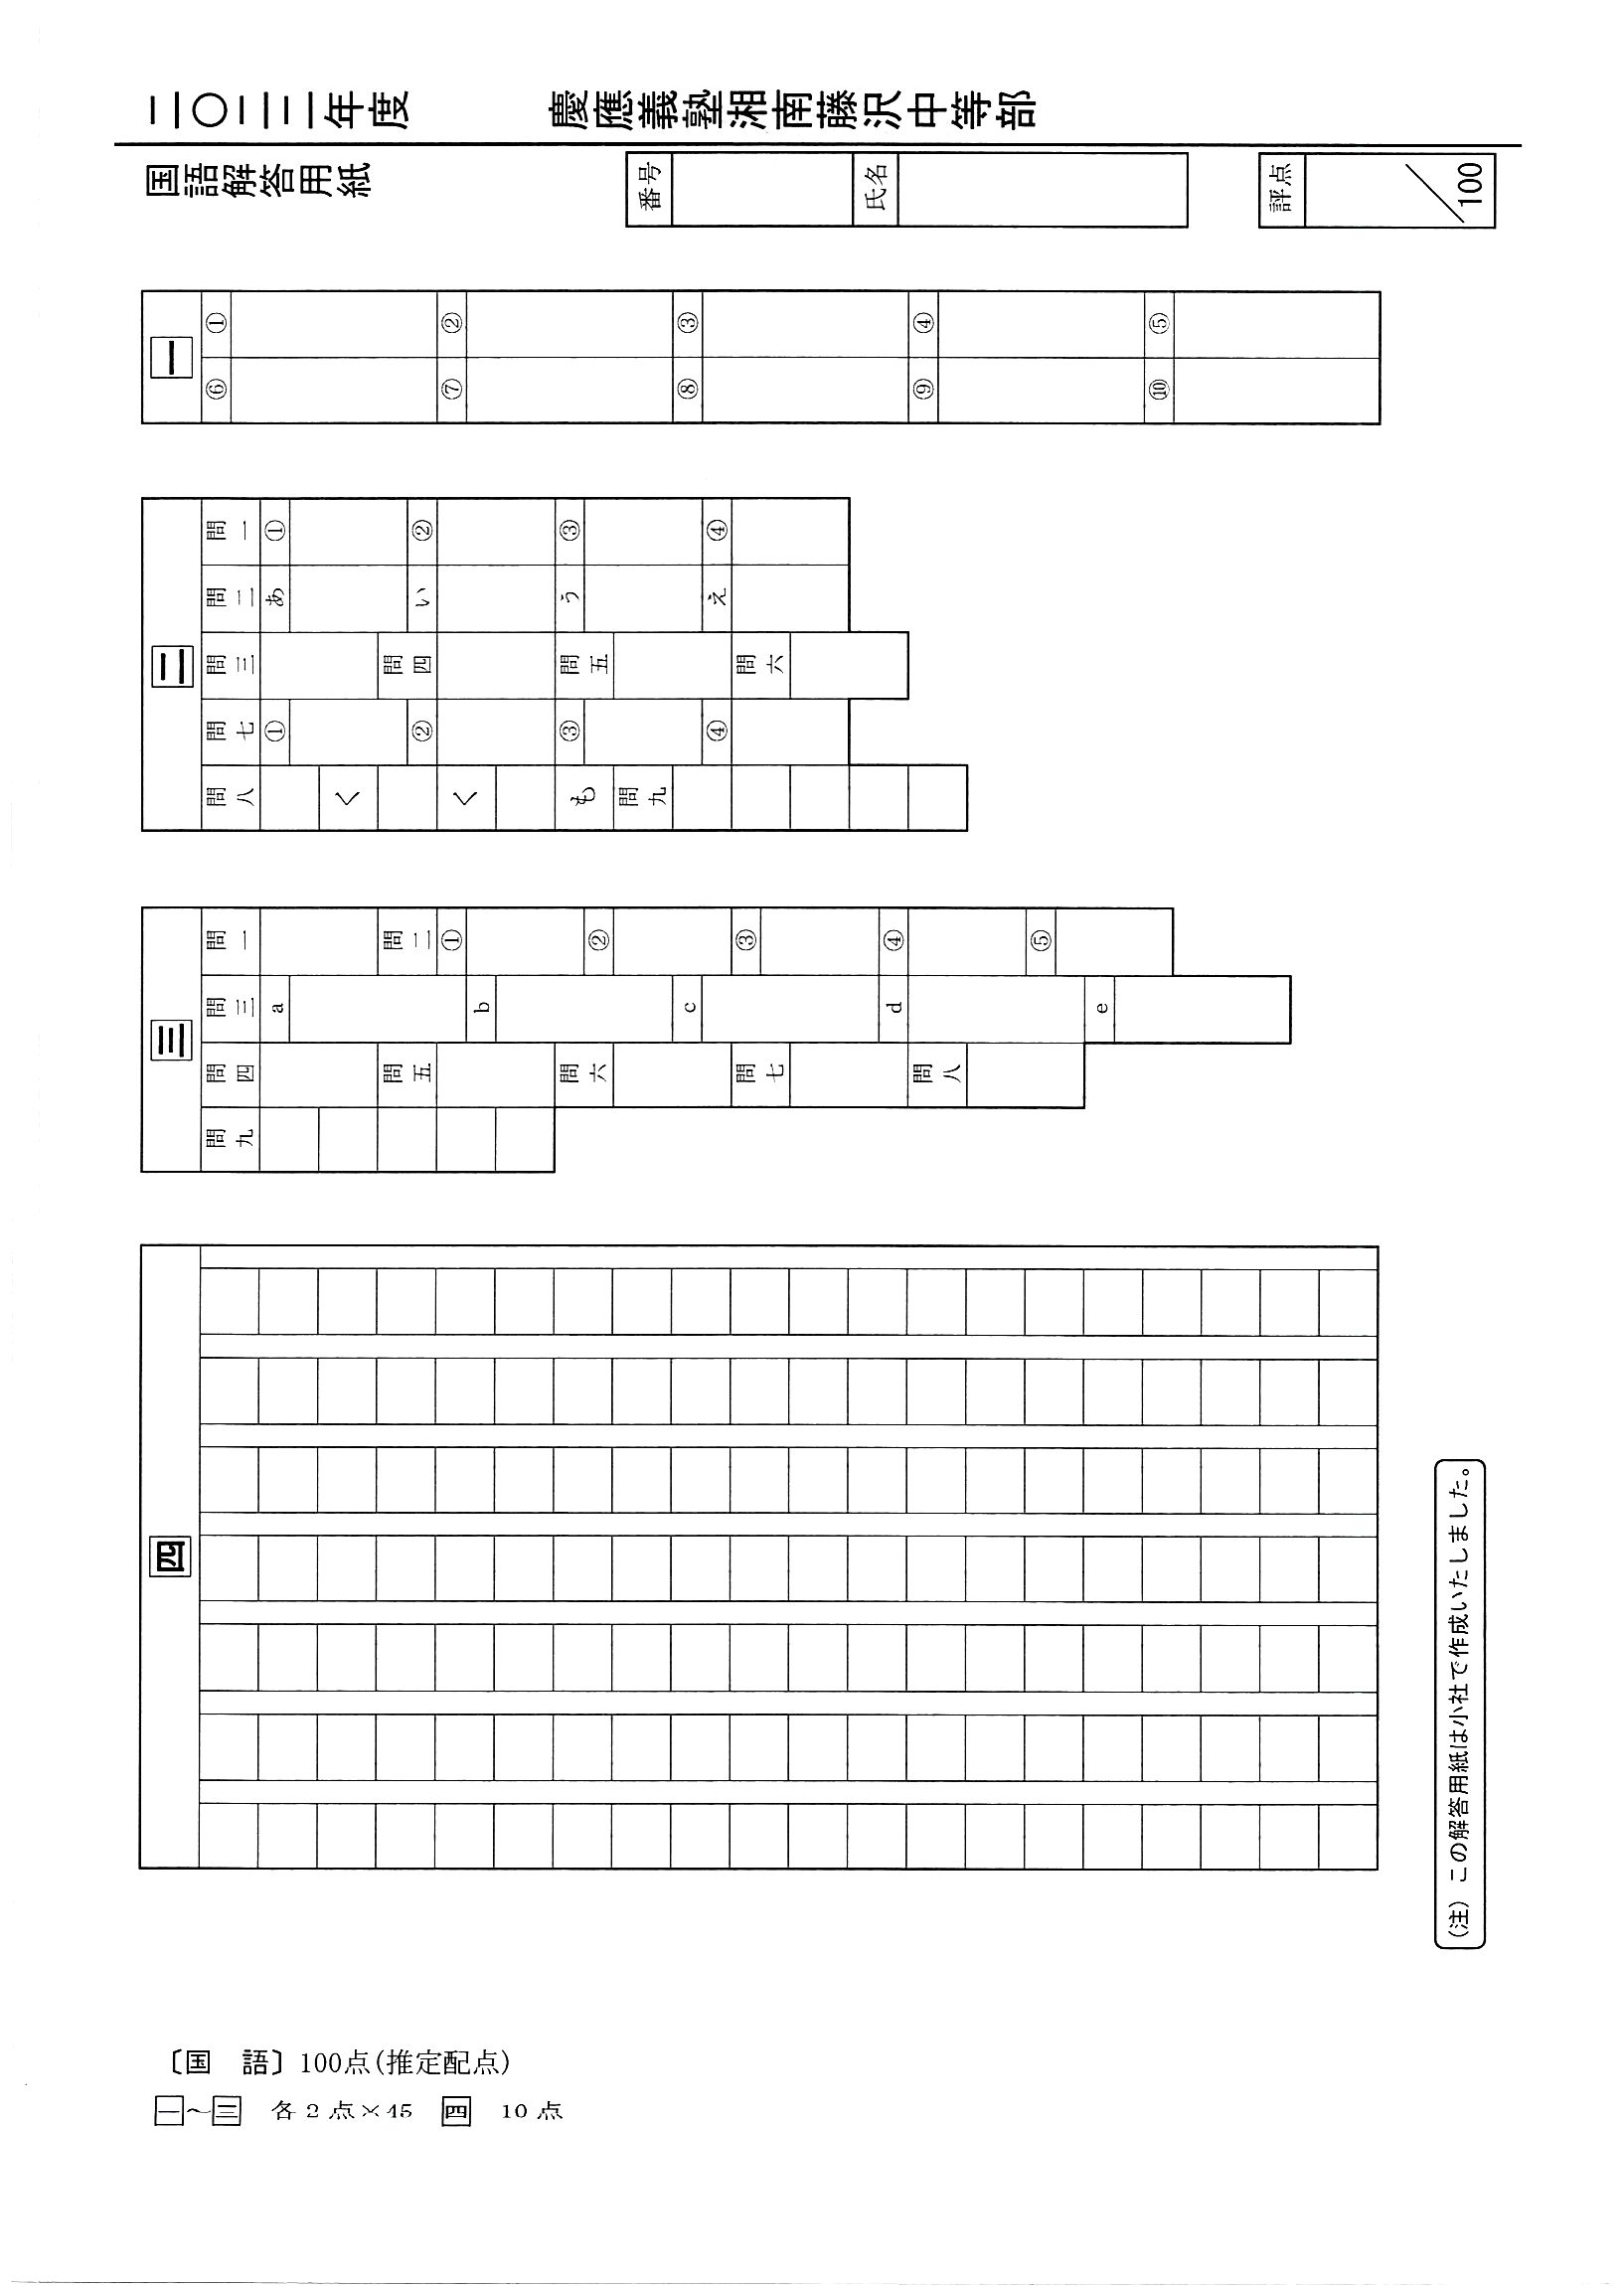 二〇二二年度　慶應義塾湘南藤沢中等部
国語解答用紙
番号
氏名
評点
／100
一
① ② ③ ④ ⑤
⑥ ⑦ ⑧ ⑨ ⑩
二
問一 ① ② ③ ④
問二 あ い う え
問三 問四 問五 問六
問七 ① ② ③ ④
問八 く く も 問九
三
問一 問二 ① ② ③ ④ ⑤
問三 a b c d e
問四 問五 問六 問七 問八
問九
四
（注）この解答用紙は小社で作成いたしました。
〔国　語〕100点(推定配点)
一～三　各2点×45　四　10点